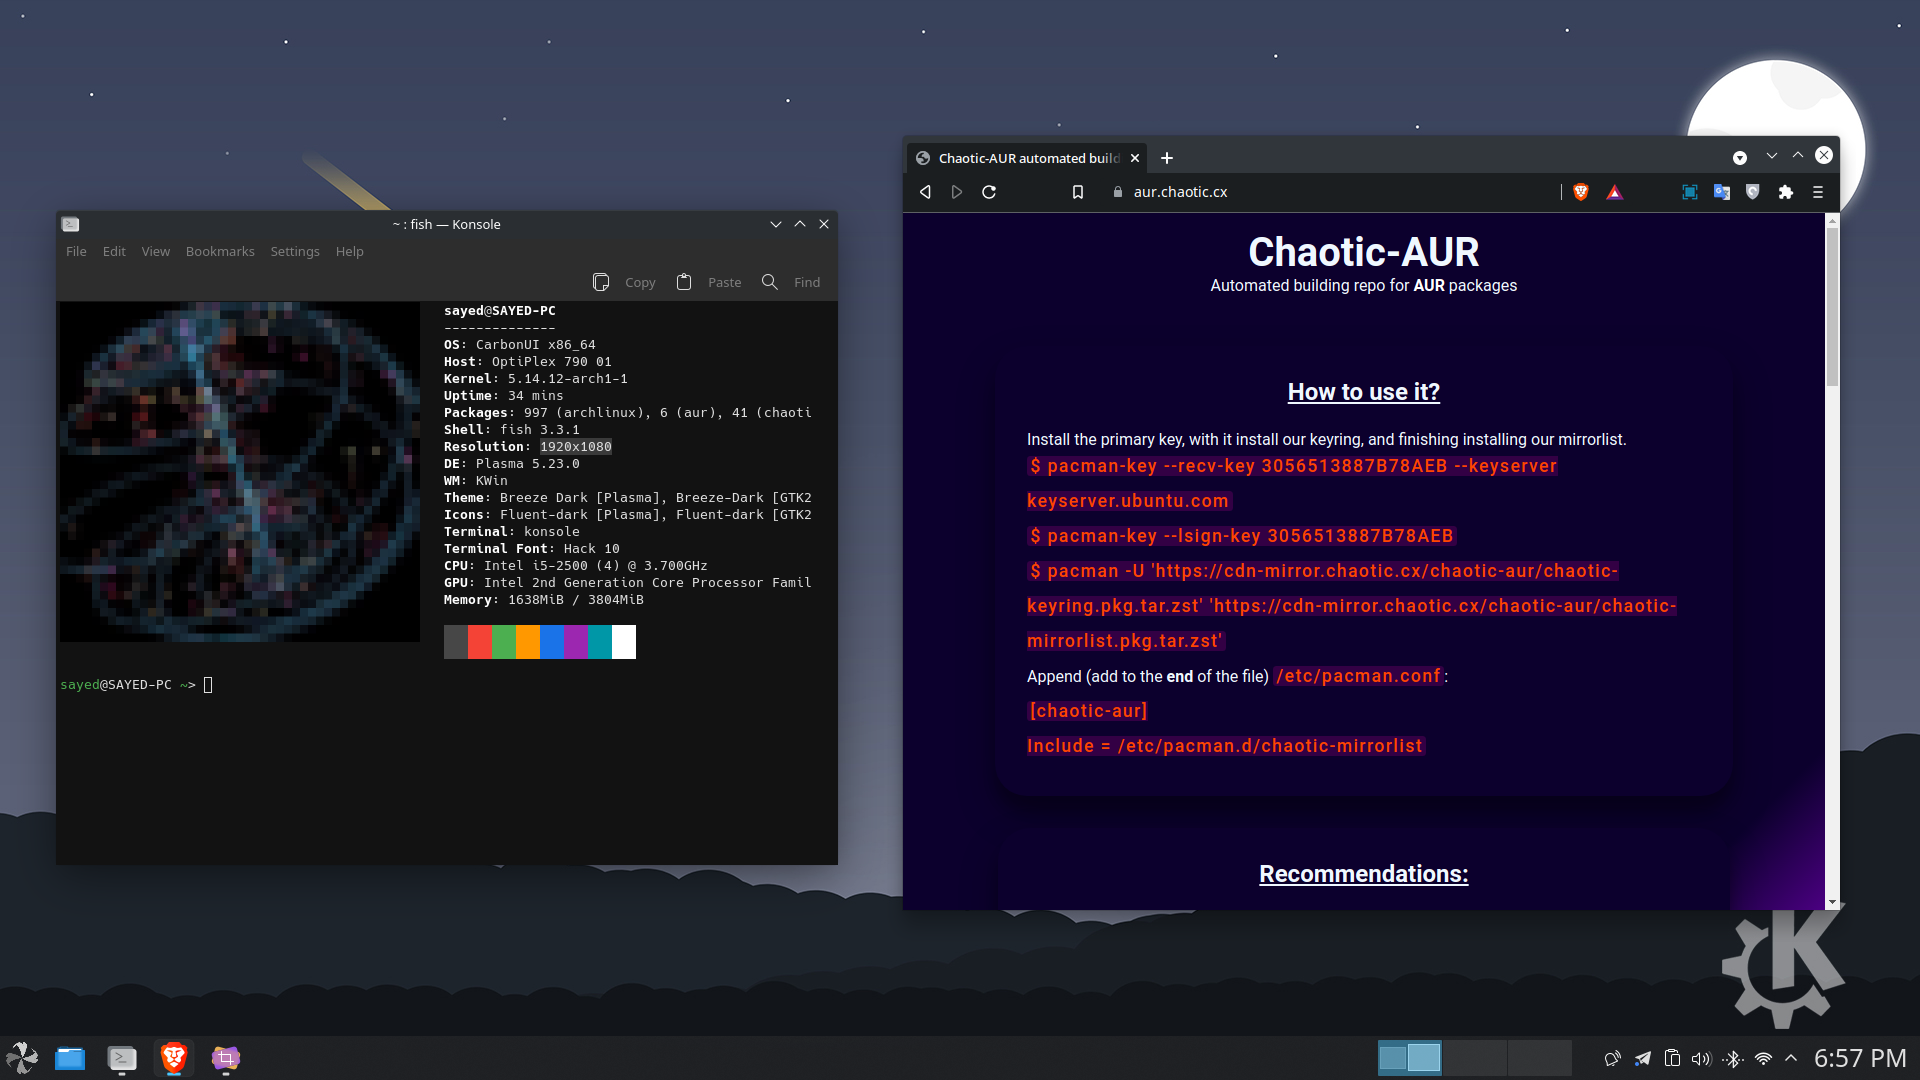 ~ : fish — Konsole
File Edit View Bookmarks Settings Help
Copy Paste Find
sayed@SAYED-PC
--------------
OS: CarbonUI x86_64
Host: OptiPlex 790 01
Kernel: 5.14.12-arch1-1
Uptime: 34 mins
Packages: 997 (archlinux), 6 (aur), 41 (chaoti
Shell: fish 3.3.1
Resolution: 1920x1080
DE: Plasma 5.23.0
WM: KWin
Theme: Breeze Dark [Plasma], Breeze-Dark [GTK2
Icons: Fluent-dark [Plasma], Fluent-dark [GTK2
Terminal: konsole
Terminal Font: Hack 10
CPU: Intel i5-2500 (4) @ 3.700GHz
GPU: Intel 2nd Generation Core Processor Famil
Memory: 1638MiB / 3804MiB
sayed@SAYED-PC ~>
Chaotic-AUR automated build
aur.chaotic.cx
Chaotic-AUR
Automated building repo for AUR packages
How to use it?
Install the primary key, with it install our keyring, and finishing installing our mirrorlist.
$ pacman-key --recv-key 3056513887B78AEB --keyserver
keyserver.ubuntu.com
$ pacman-key --lsign-key 3056513887B78AEB
$ pacman -U 'https://cdn-mirror.chaotic.cx/chaotic-aur/chaotic-
keyring.pkg.tar.zst' 'https://cdn-mirror.chaotic.cx/chaotic-aur/chaotic-
mirrorlist.pkg.tar.zst'
Append (add to the end of the file) /etc/pacman.conf:
[chaotic-aur]
Include = /etc/pacman.d/chaotic-mirrorlist
Recommendations:
6:57 PM